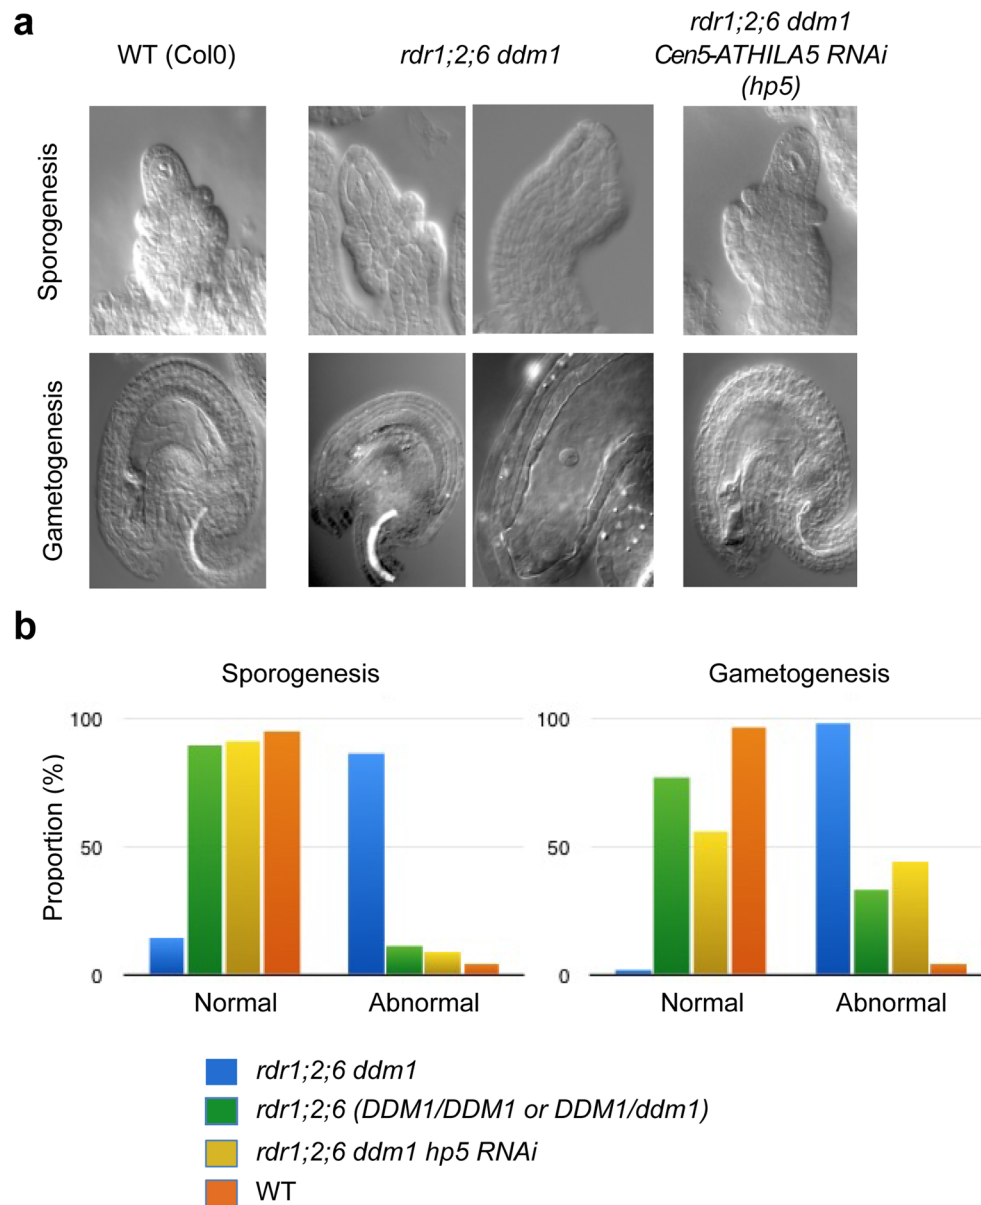 a
WT (Col0)
rdr1;2;6 ddm1
rdr1;2;6 ddm1
Cen5-ATHILA5 RNAi
(hp5)
Sporogenesis
Gametogenesis
b
Sporogenesis
Gametogenesis
Proportion (%)
100
50
0
Normal
Abnormal
100
50
0
Normal
Abnormal
rdr1;2;6 ddm1
rdr1;2;6 (DDM1/DDM1 or DDM1/ddm1)
rdr1;2;6 ddm1 hp5 RNAi
WT